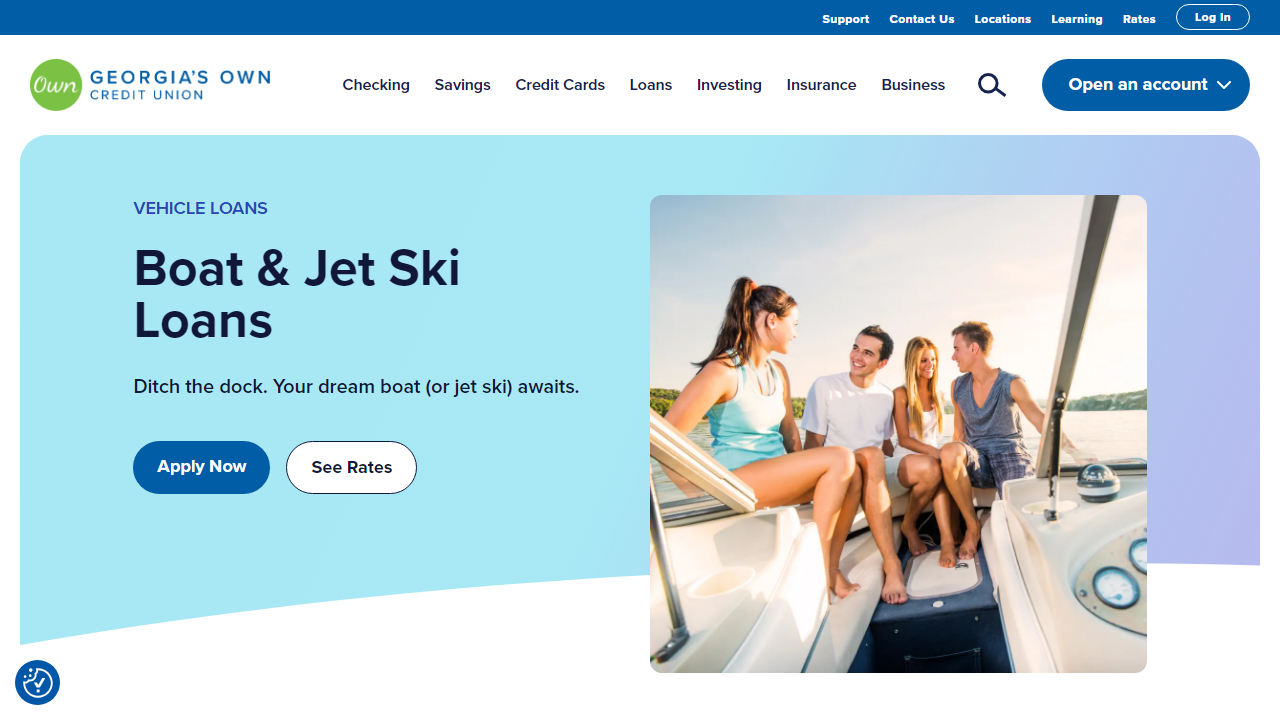 Support Contact Us Locations Learning Rates Log In
Own GEORGIA'S OWN
CREDIT UNION
Checking Savings Credit Cards Loans Investing Insurance Business Open an account
VEHICLE LOANS
Boat & Jet Ski
Loans
Ditch the dock. Your dream boat (or jet ski) awaits.
Apply Now See Rates